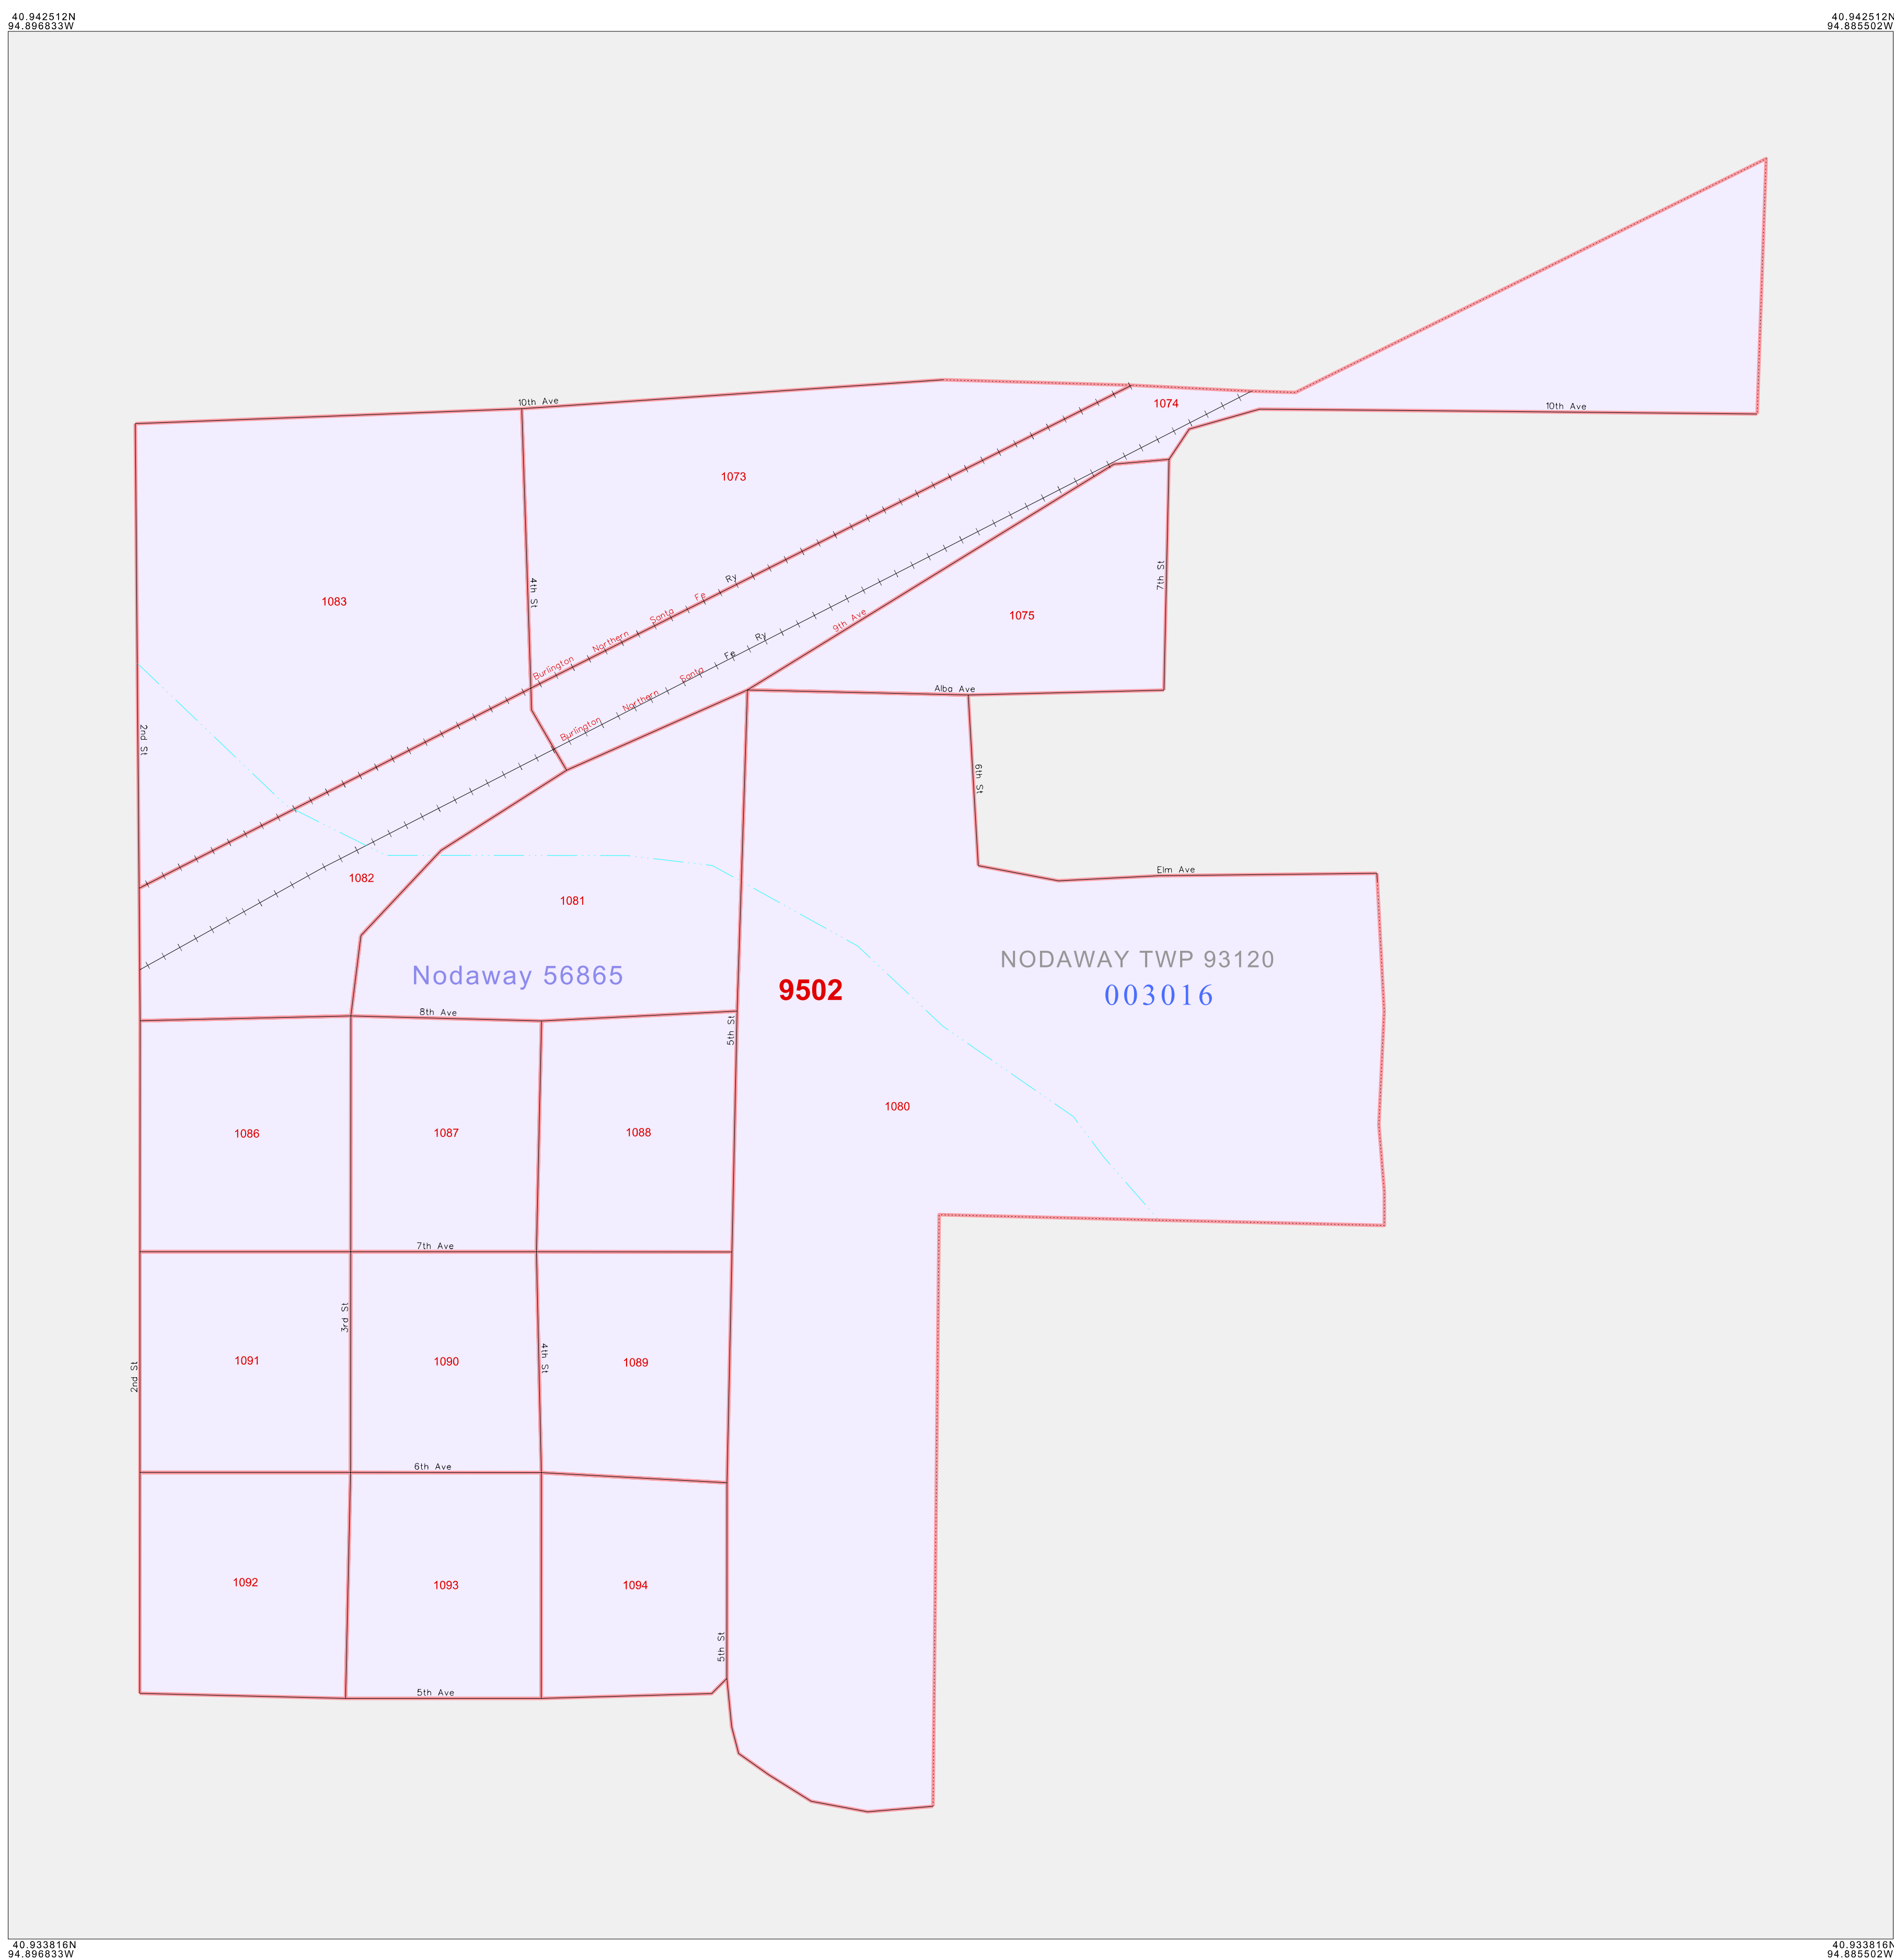 40.942512N
94.896833W
40.942512N
94.885502W
10th Ave
1074
10th Ave
1073
4th St
Ry
Fe
Santa
Northern
Burlington
1083
7th St
1075
9th Ave
Ry
Fe
Santa
Northern
Burlington
Alba Ave
2nd St
6th St
Elm Ave
1082
1081
Nodaway 56865
9502
NODAWAY TWP 93120
003016
8th Ave
5th St
1080
1086
1087
1088
7th Ave
3rd St
4th St
2nd St
1091
1090
1089
6th Ave
1092
1093
1094
5th St
5th Ave
40.933816N
94.896833W
40.933816N
94.885502W